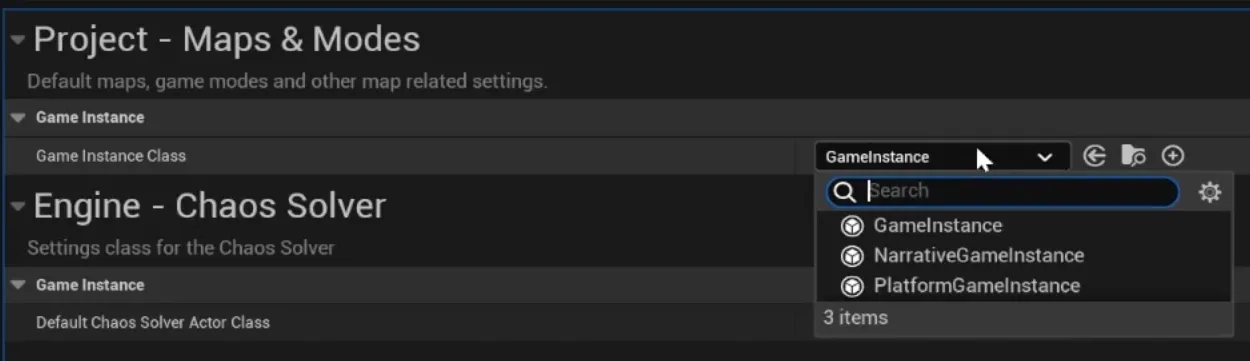 Project - Maps & Modes
Default maps, game modes and other map related settings.
Game Instance
Game Instance Class
GameInstance
Search
GameInstance
NarrativeGameInstance
PlatformGameInstance
3 items
Engine - Chaos Solver
Settings class for the Chaos Solver
Game Instance
Default Chaos Solver Actor Class